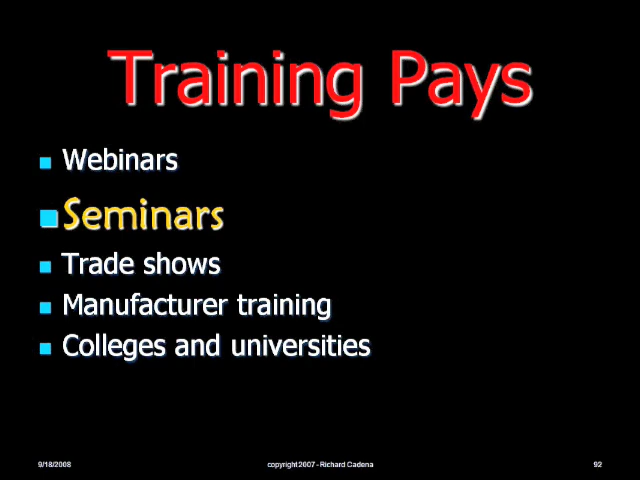 Training Pays
Webinars
Seminars
Trade shows
Manufacturer training
Colleges and universities
9/18/2008
copyright2007 - Richard Cadena
92